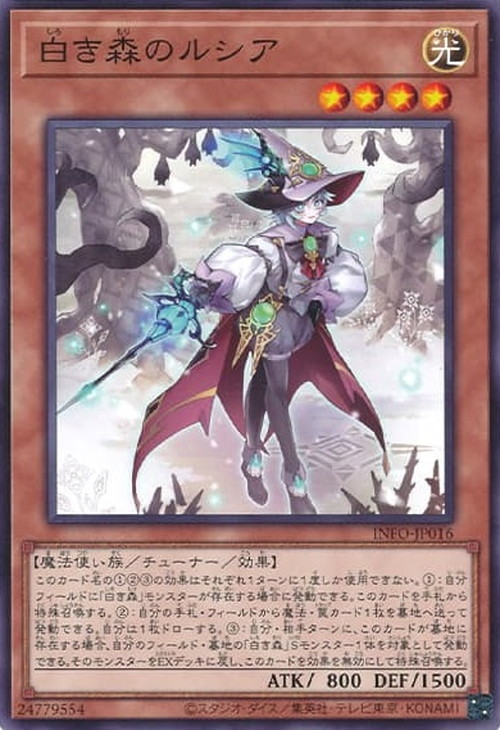 白き森のルシア
光
INFO-JP016
【魔法使い族／チューナー／効果】
このカード名の①②③の効果はそれぞれ1ターンに1度しか使用できない。①：自分
フィールドに「白き森」モンスターが存在する場合に発動できる。このカードを手札から
特殊召喚する。②：自分の手札・フィールドから魔法・罠カード1枚を墓地へ送って
発動できる。自分は1枚ドローする。③：自分・相手ターンに、このカードが墓地に
存在する場合、自分のフィールド・墓地の「白き森」Sモンスター1体を対象として発動
できる。そのモンスターをEXデッキに戻し、このカードを効果を無効にして特殊召喚する。
ATK/ 800 DEF/1500
24779554
©スタジオ・ダイス／集英社・テレビ東京・KONAMI